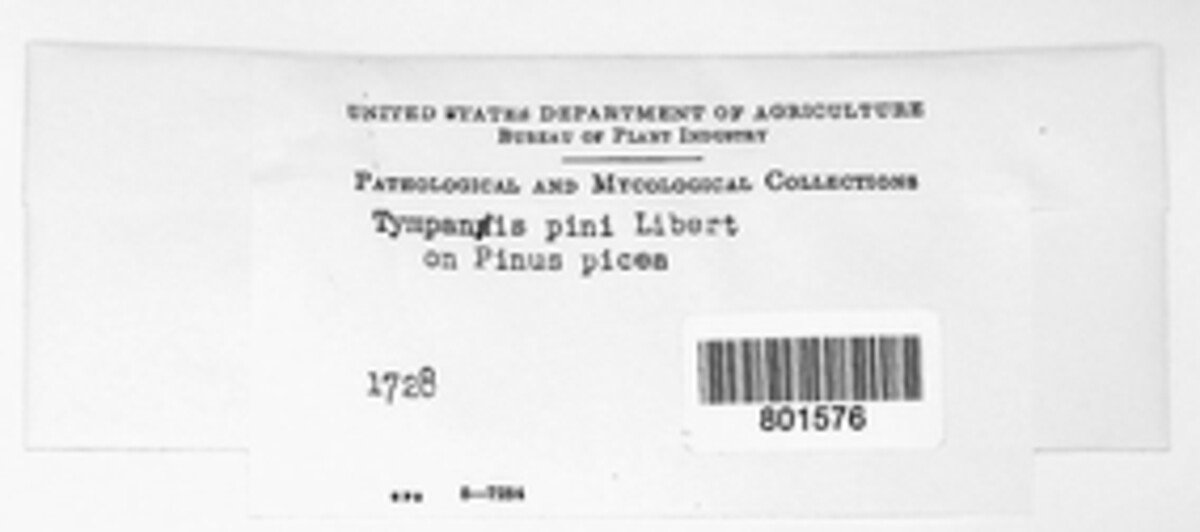 UNITED STATES DEPARTMENT OF AGRICULTURE
BUREAU OF PLANT INDUSTRY
PATHOLOGICAL AND MYCOLOGICAL COLLECTIONS
Tympanis pini Libert
on Pinus picea
1728
801576